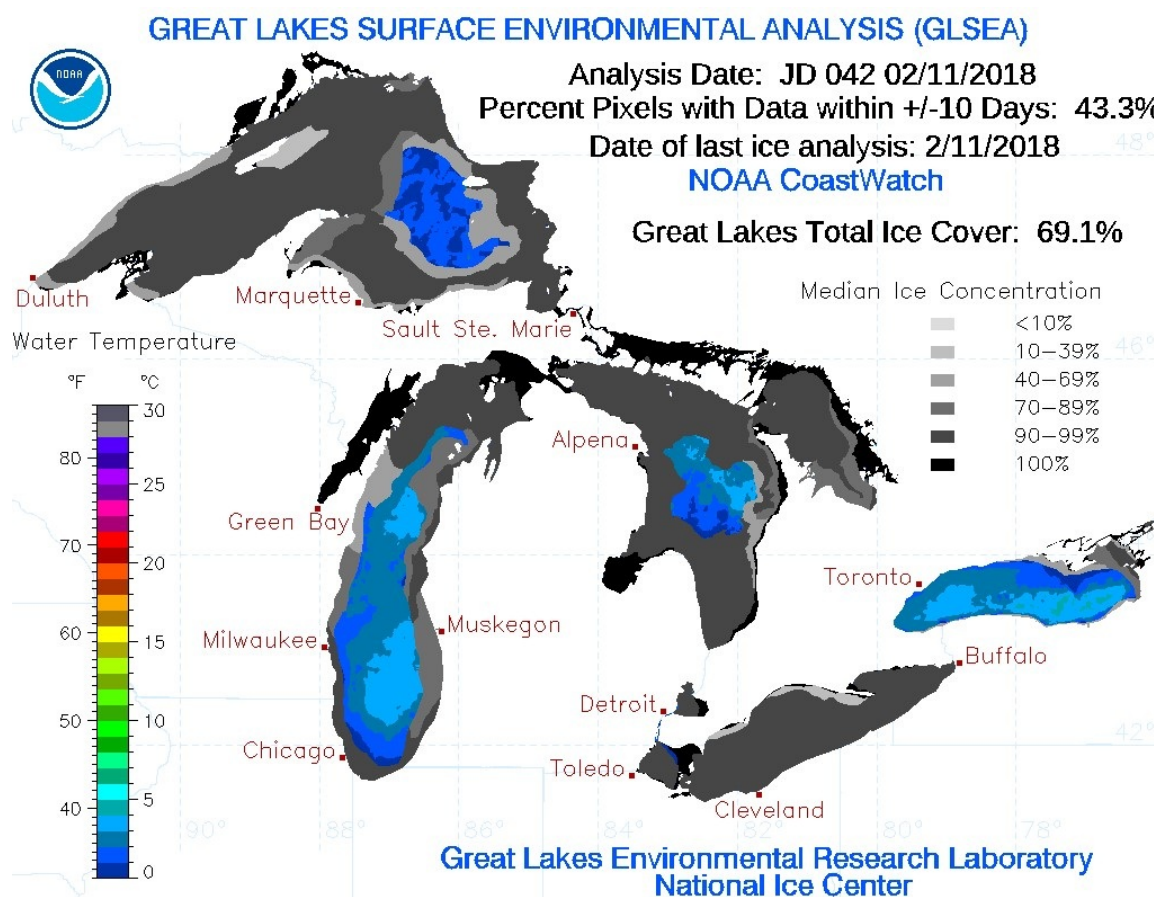 GREAT LAKES SURFACE ENVIRONMENTAL ANALYSIS (GLSEA)
NOAA
Analysis Date: JD 042 02/11/2018
Percent Pixels with Data within +/-10 Days: 43.3%
Date of last ice analysis: 2/11/2018
NOAA CoastWatch
Great Lakes Total Ice Cover: 69.1%
48°
Median Ice Concentration
<10%
10-39%
40-69%
70-89%
90-99%
100%
46°
Duluth
Marquette
Sault Ste. Marie
Water Temperature
°F °C
30
80
25
70
20
60
15
50
10
40
5
0
Alpena
Green Bay
Toronto
Milwaukee
Muskegon
Buffalo
Detroit
42°
Chicago
Toledo
Cleveland
90°
88°
86°
84°
82°
80°
78°
Great Lakes Environmental Research Laboratory
National Ice Center